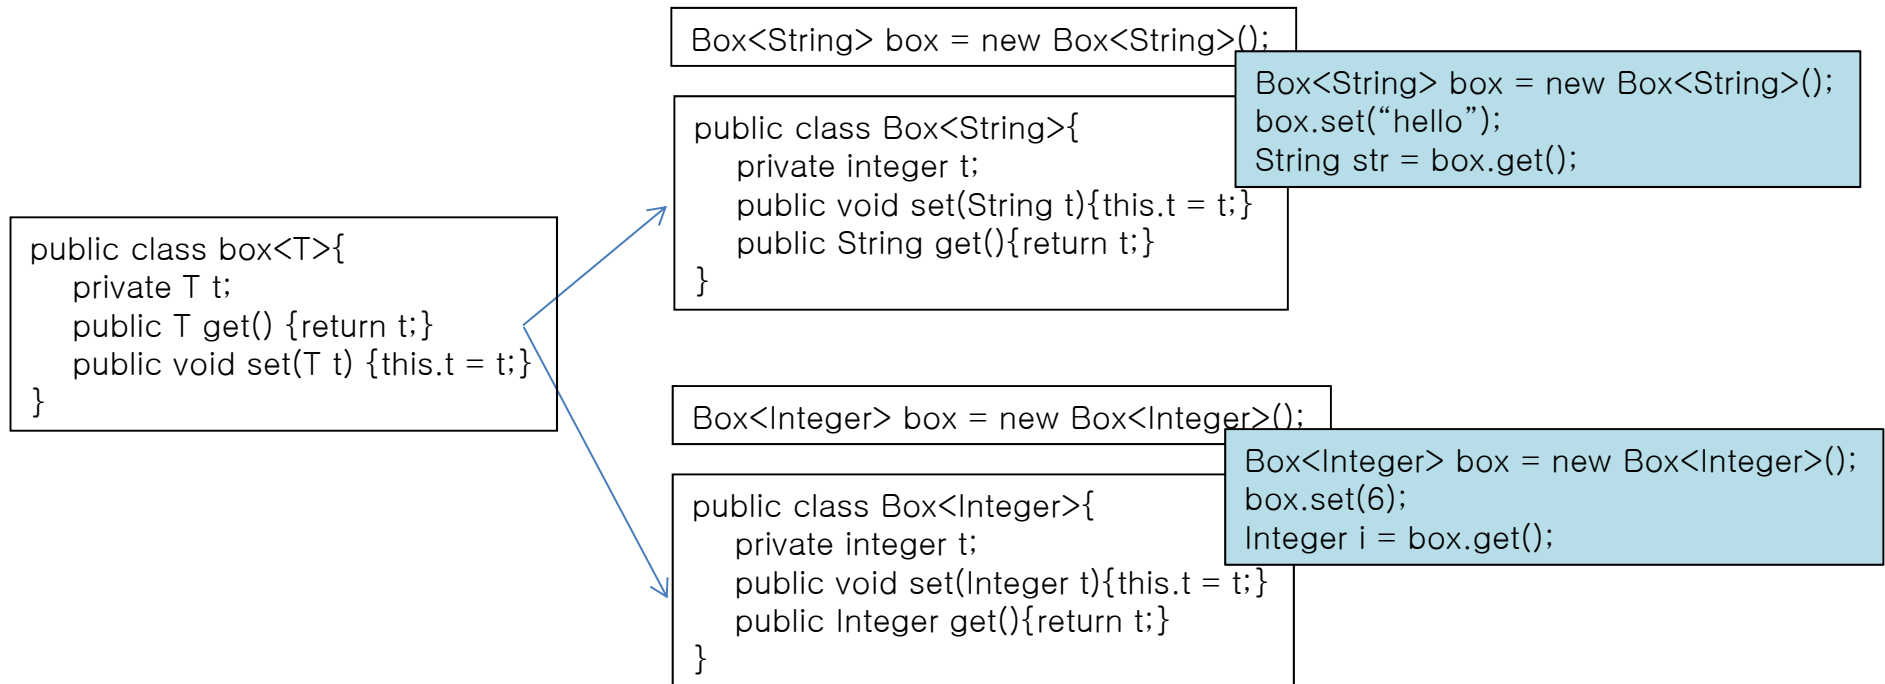 public class box<T>{
private T t;
public T get() {return t;}
public void set(T t) {this.t = t;}
}
Box<String> box = new Box<String>();
public class Box<String>{
private integer t;
public void set(String t){this.t = t;}
public String get(){return t;}
}
Box<String> box = new Box<String>();
box.set(“hello”);
String str = box.get();
Box<Integer> box = new Box<Integer>();
public class Box<Integer>{
private integer t;
public void set(Integer t){this.t = t;}
public Integer get(){return t;}
}
Box<Integer> box = new Box<Integer>();
box.set(6);
Integer i = box.get();